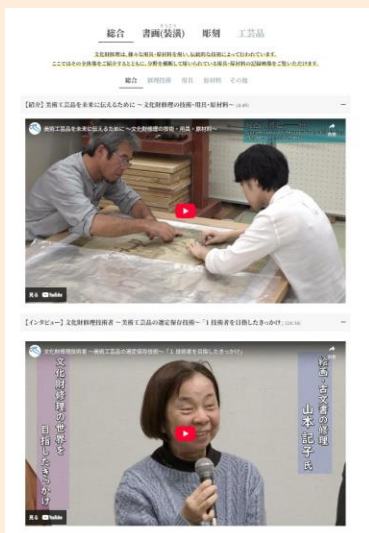 総合 書画(装潢) 彫刻 工芸品
そうこう
文化財修理は、様々な用具・原材料を用い、伝統的な技術によって行われています。
ここではその全体像をご紹介するとともに、分野を横断して用いられている用具・原材料の記録映像をご覧いただけます。
総合 修理技術 用具 原材料 その他
【紹介】美術工芸品を未来に伝えるために ～文化財修理の技術・用具・原材料～
美術工芸品を未来に伝えるために ～文化財修理の技術・用具・原材料～
共有
見る YouTube
【インタビュー】文化財修理技術者 ～美術工芸品の選定保存技術～「1 技術者を目指したきっかけ」
文化財修理技術者 ～美術工芸品の選定保存技術～「1 技術者を目指したきっかけ」
共有
絵画・古文書の修理
山本 記子 氏
文化財修理の世界を
目指したきっかけ
見る YouTube